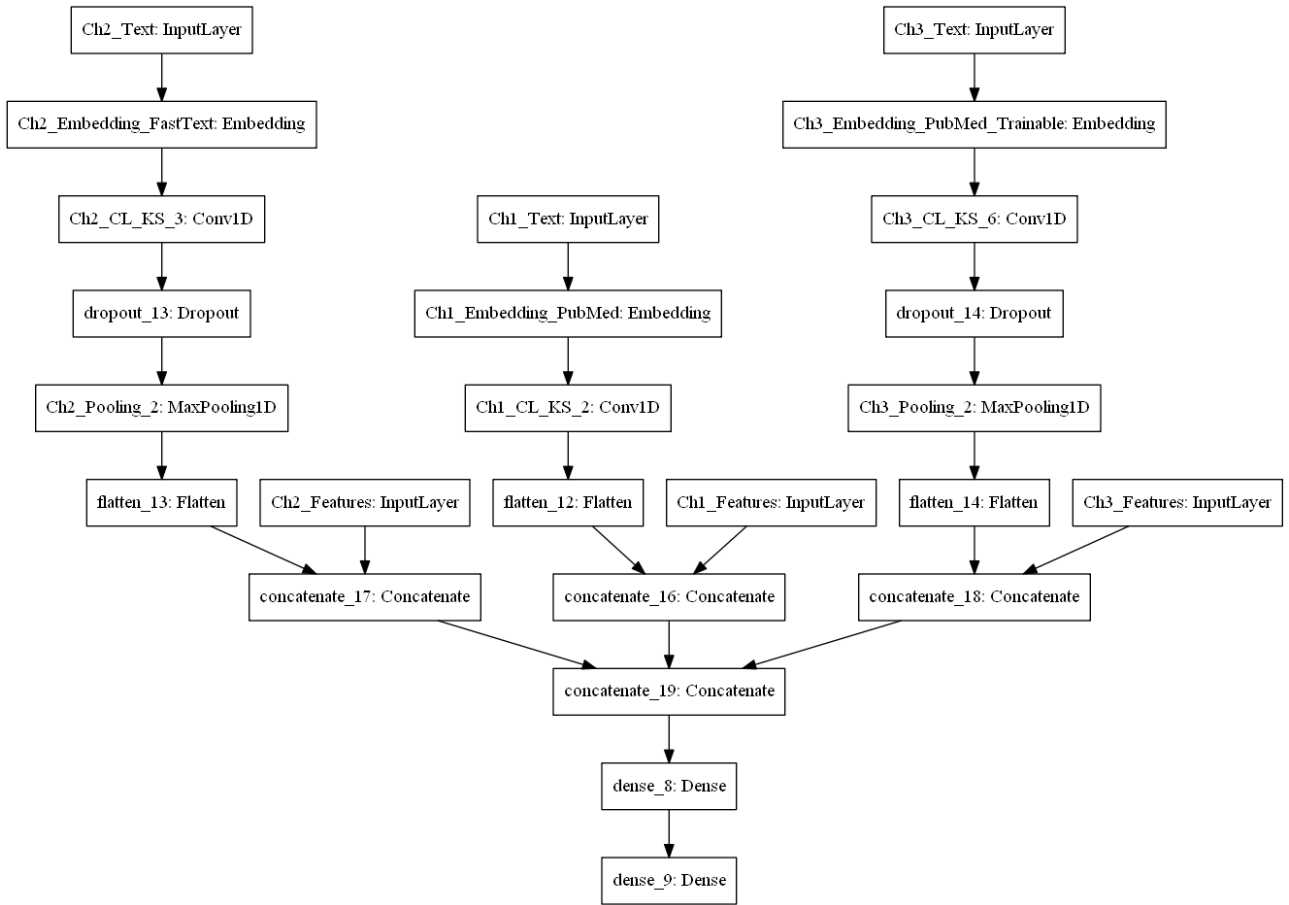 Ch2_Text: InputLayer
Ch3_Text: InputLayer
Ch2_Embedding_FastText: Embedding
Ch3_Embedding_PubMed_Trainable: Embedding
Ch2_CL_KS_3: Conv1D
Ch1_Text: InputLayer
Ch3_CL_KS_6: Conv1D
dropout_13: Dropout
Ch1_Embedding_PubMed: Embedding
dropout_14: Dropout
Ch2_Pooling_2: MaxPooling1D
Ch1_CL_KS_2: Conv1D
Ch3_Pooling_2: MaxPooling1D
flatten_13: Flatten
Ch2_Features: InputLayer
flatten_12: Flatten
Ch1_Features: InputLayer
flatten_14: Flatten
Ch3_Features: InputLayer
concatenate_17: Concatenate
concatenate_16: Concatenate
concatenate_18: Concatenate
concatenate_19: Concatenate
dense_8: Dense
dense_9: Dense